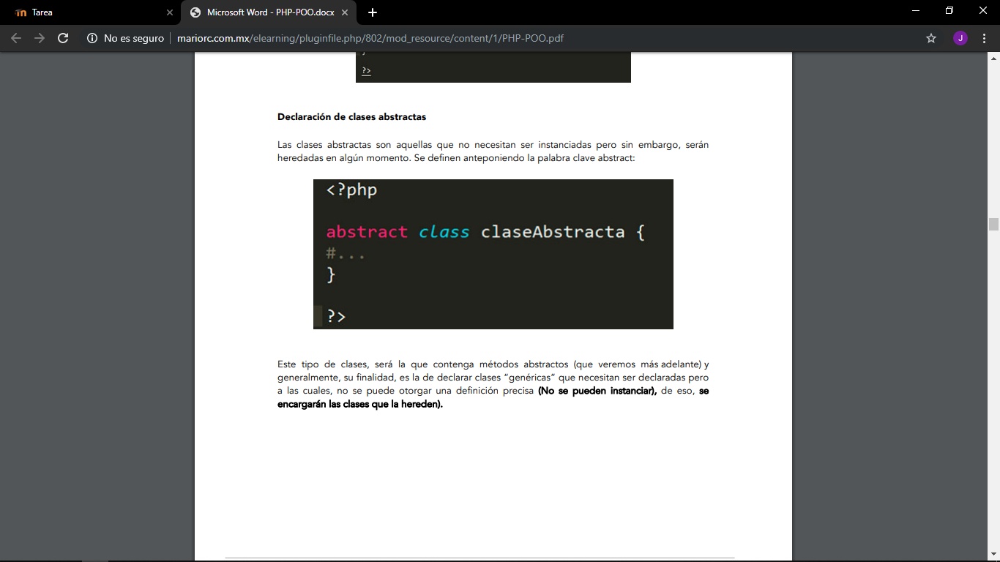 Tarea
Microsoft Word - PHP-POO.docx
No es seguro
mariorc.com.mx/elearning/pluginfile.php/802/mod_resource/content/1/PHP-POO.pdf
J
?>
Declaración de clases abstractas
Las clases abstractas son aquellas que no necesitan ser instanciadas pero sin embargo, serán
heredadas en algún momento. Se definen anteponiendo la palabra clave abstract:
<?php
abstract class claseAbstracta {
#...
}
?>
Este tipo de clases, será la que contenga métodos abstractos (que veremos más adelante) y
generalmente, su finalidad, es la de declarar clases “genéricas” que necesitan ser declaradas pero
a las cuales, no se puede otorgar una definición precisa (No se pueden instanciar), de eso, se
encargarán las clases que la hereden).